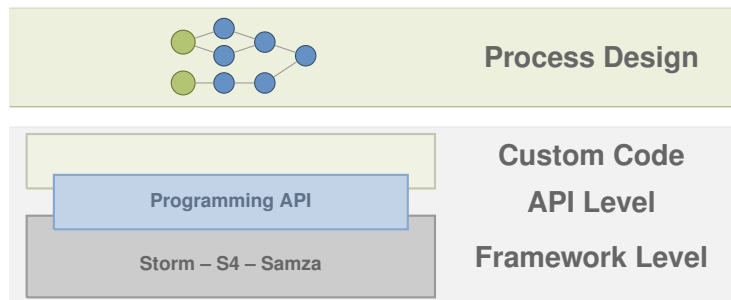 Process Design
Custom Code
Programming API
API Level
Storm – S4 – Samza
Framework Level